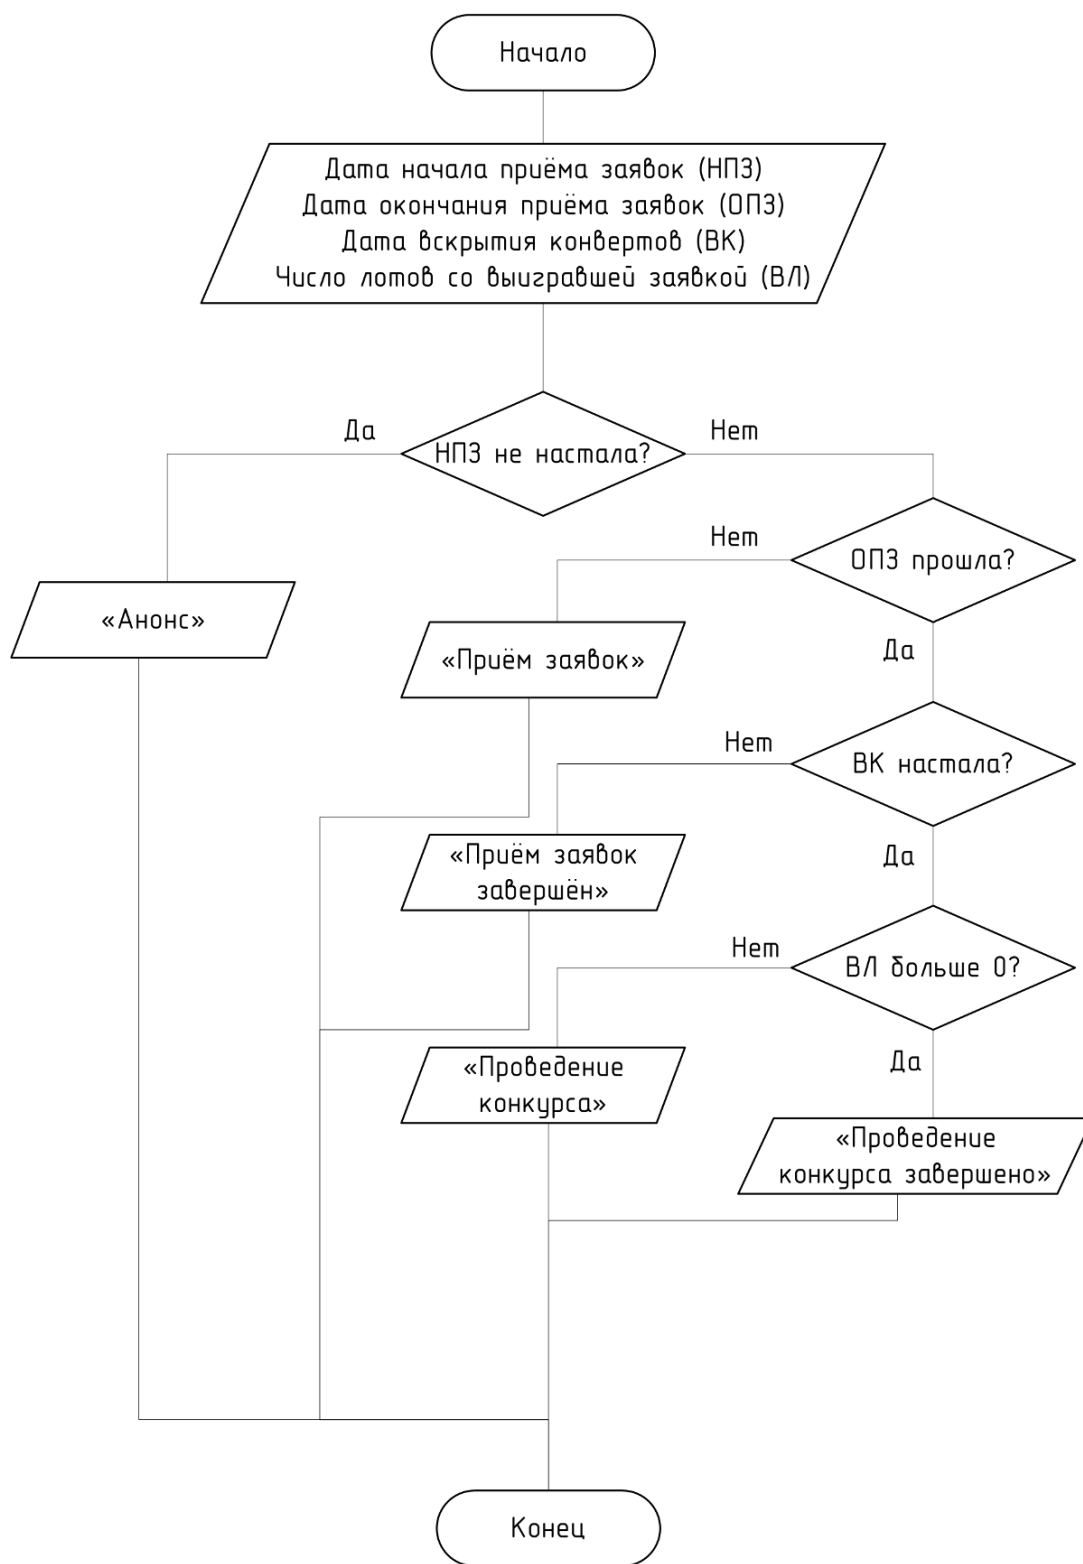 Начало
Дата начала приёма заявок (НПЗ)
Дата окончания приёма заявок (ОПЗ)
Дата вскрытия конвертов (ВК)
Число лотов со выигравшей заявкой (ВЛ)
Да
Нет
НПЗ не настала?
Нет
ОПЗ прошла?
«Анонс»
Да
«Приём заявок»
Нет
ВК настала?
Да
«Приём заявок
завершён»
Нет
ВЛ больше 0?
Да
«Проведение
конкурса»
«Проведение
конкурса завершено»
Конец